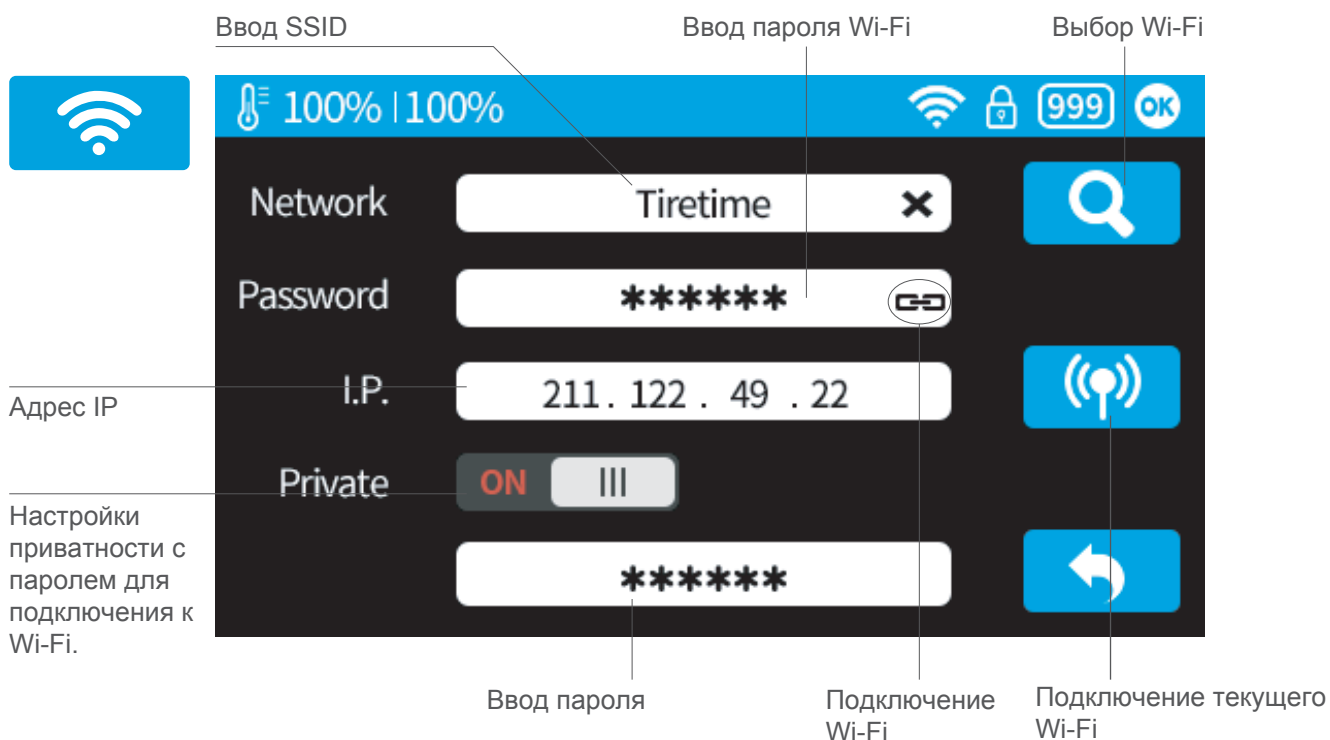 Ввод SSID
Ввод пароля Wi-Fi
Выбор Wi-Fi
100% | 100%
999
OK
Network
Tiretime
Password
******
I.P.
211. 122 . 49 . 22
Адрес IP
Private
ON
Настройки
приватности с
паролем для
подключения к
Wi-Fi.
******
Ввод пароля
Подключение
Wi-Fi
Подключение текущего
Wi-Fi